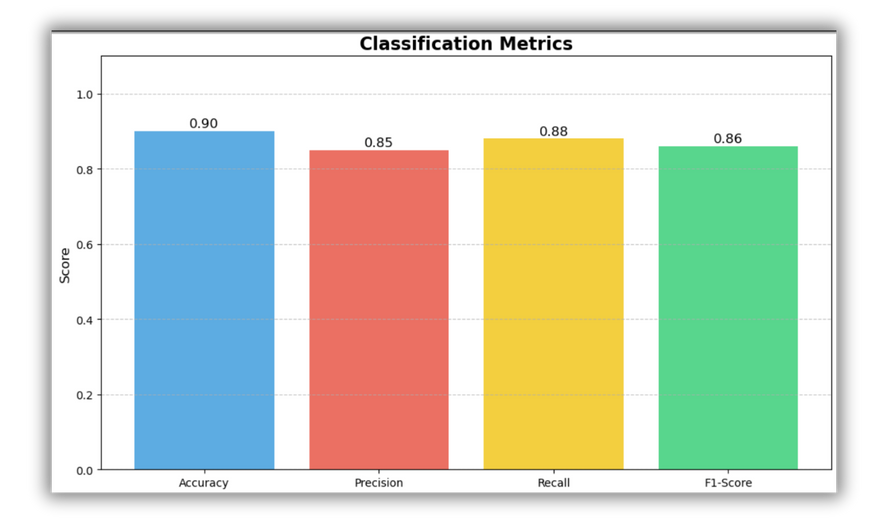 Classification Metrics
1.0
0.8
0.6
0.4
0.2
0.0
Score
0.90
0.85
0.88
0.86
Accuracy
Precision
Recall
F1-Score